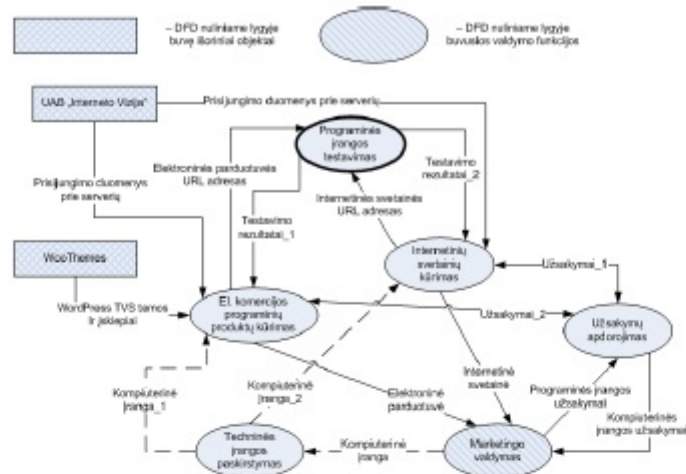 – DFD nuliniame lygyje
buvę išoriniai objektai
– DFD nuliniame lygyje
buvusios valdymo funkcijos
UAB „Interneto Vizija"
Prisijungimo duomenys prie serverių
Programinės
įrangos
testavimas
Elektroninės parduotuvės
URL adresas
Testavimo
rezultatai_2
Prisijungimo duomenys
prie serverių
Internetinės svetainės
URL adresas
Testavimo
rezultatai_1
WooThemes
Internetinių
svetainių
kūrimas
Užsakymai_1
WordPress TVS temos
Ir įskiepiai
El. komercijos
programinių
produktų kūrimas
Užsakymai_2
Užsakymų
apdorojimas
Kompiuterinė
Įranga_1
Kompiuterinė
Įranga_2
Internetinė
svetainė
Elektroninė
parduotuvė
Programinės įrangos
užsakymai
Kompiuterinės
įrangos užsakymai
Techninės
įrangos
paskirstymas
Kompiuterinė
įranga
Marketingo
valdymas